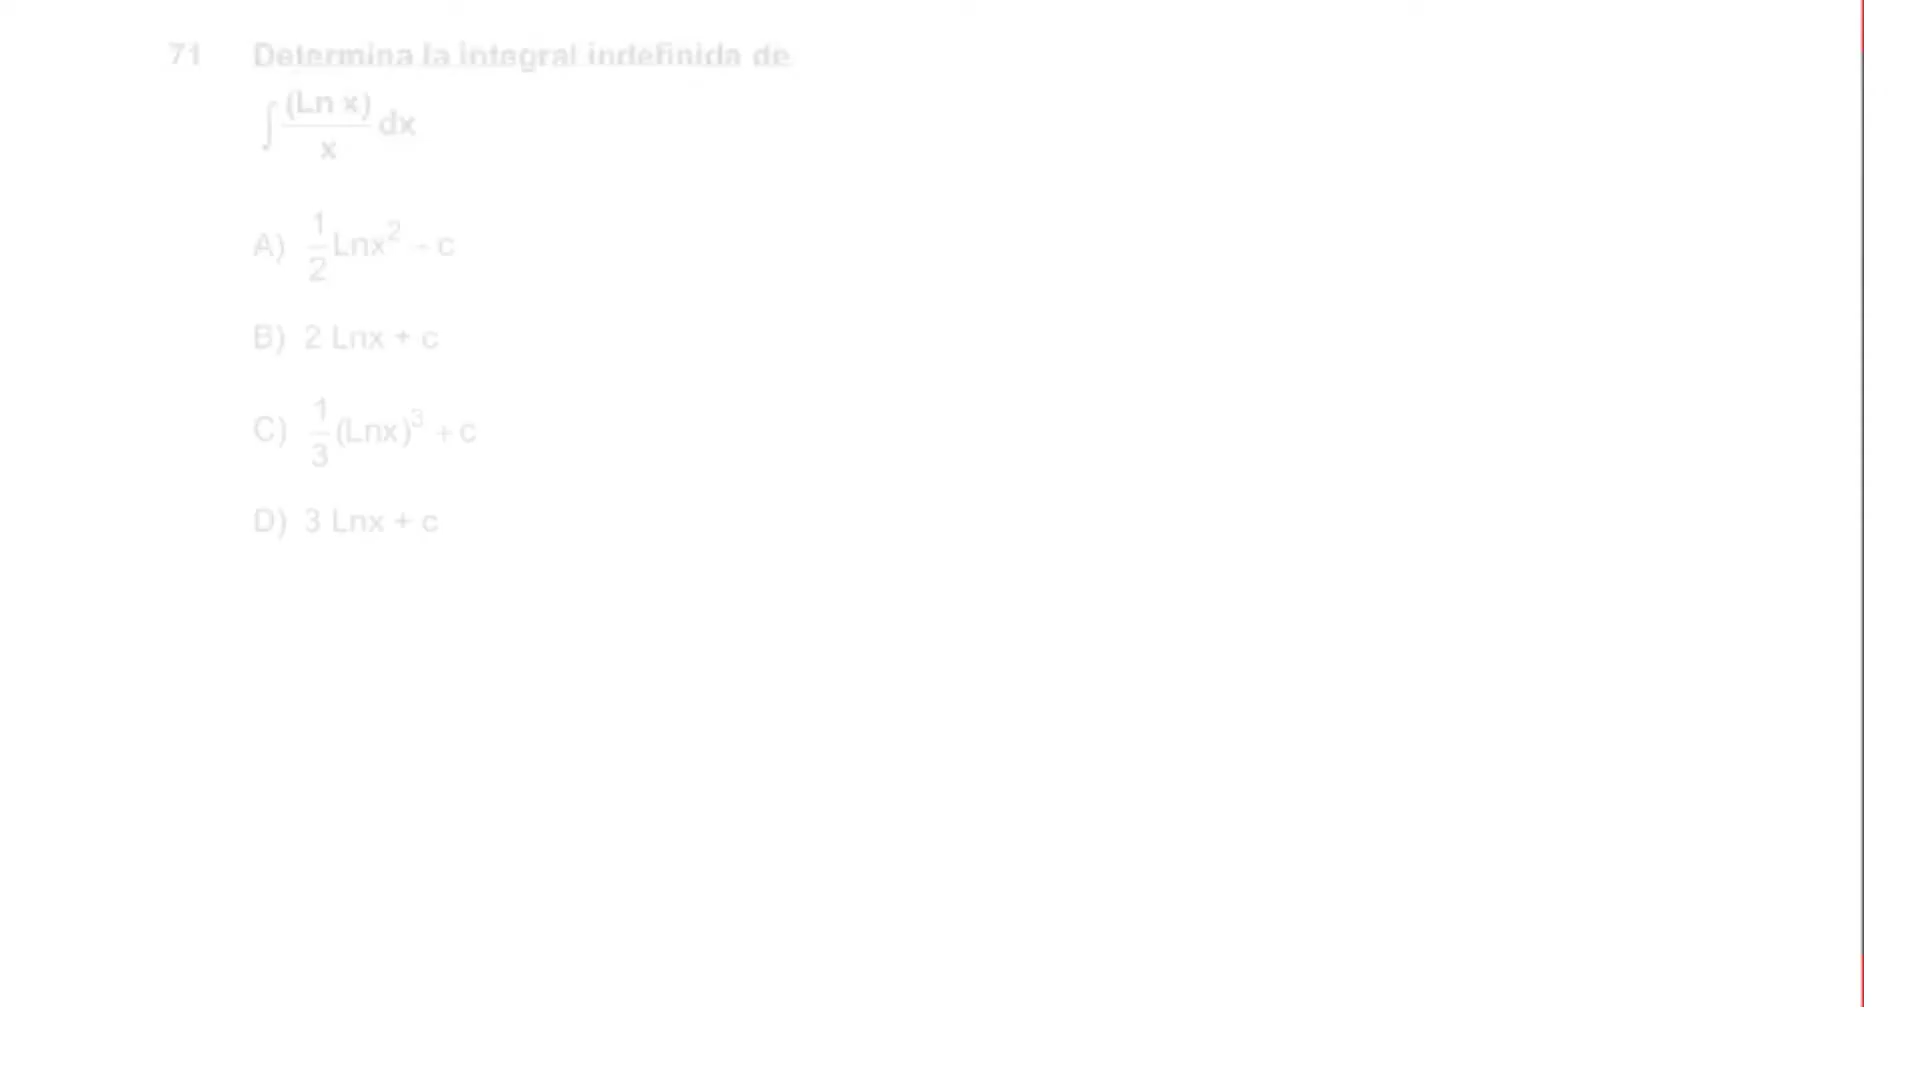 71 Determina la integral indefinida de
∫ (Ln x)/x dx
A) 1/2 Lnx² - c
B) 2 Lnx + c
C) 1/3 (Lnx)³ + c
D) 3 Lnx + c